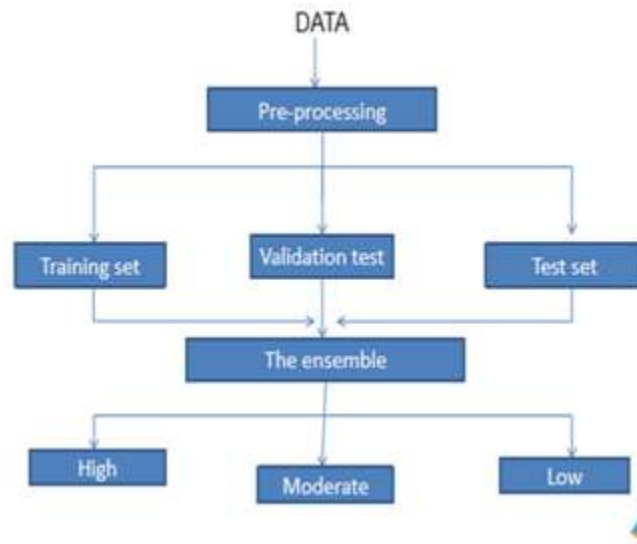 DATA
Pre-processing
Training set
Validation test
Test set
The ensemble
High
Moderate
Low